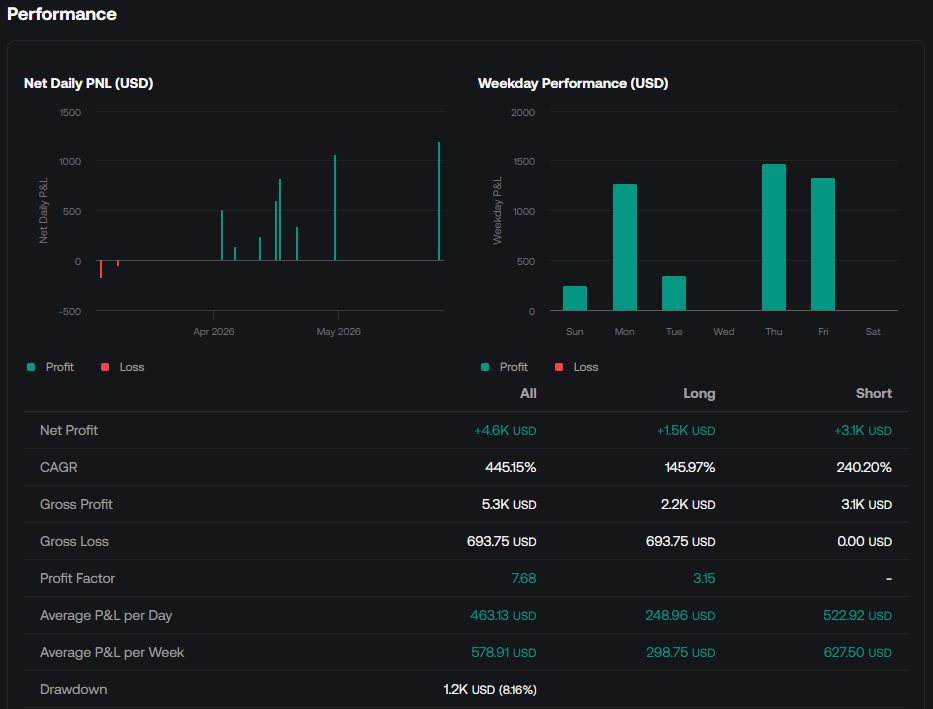 Performance
Net Daily PNL (USD)
1500
1000
500
0
-500
Net Daily P&L
Apr 2026
May 2026
Profit
Loss
Weekday Performance (USD)
2000
1500
1000
500
0
Weekday P&L
Sun
Mon
Tue
Wed
Thu
Fri
Sat
Profit
Loss
All Long Short
Net Profit +4.6K USD +1.5K USD +3.1K USD
CAGR 445.15% 145.97% 240.20%
Gross Profit 5.3K USD 2.2K USD 3.1K USD
Gross Loss 693.75 USD 693.75 USD 0.00 USD
Profit Factor 7.68 3.15 -
Average P&L per Day 463.13 USD 248.96 USD 522.92 USD
Average P&L per Week 578.91 USD 298.75 USD 627.50 USD
Drawdown 1.2K USD (8.16%)